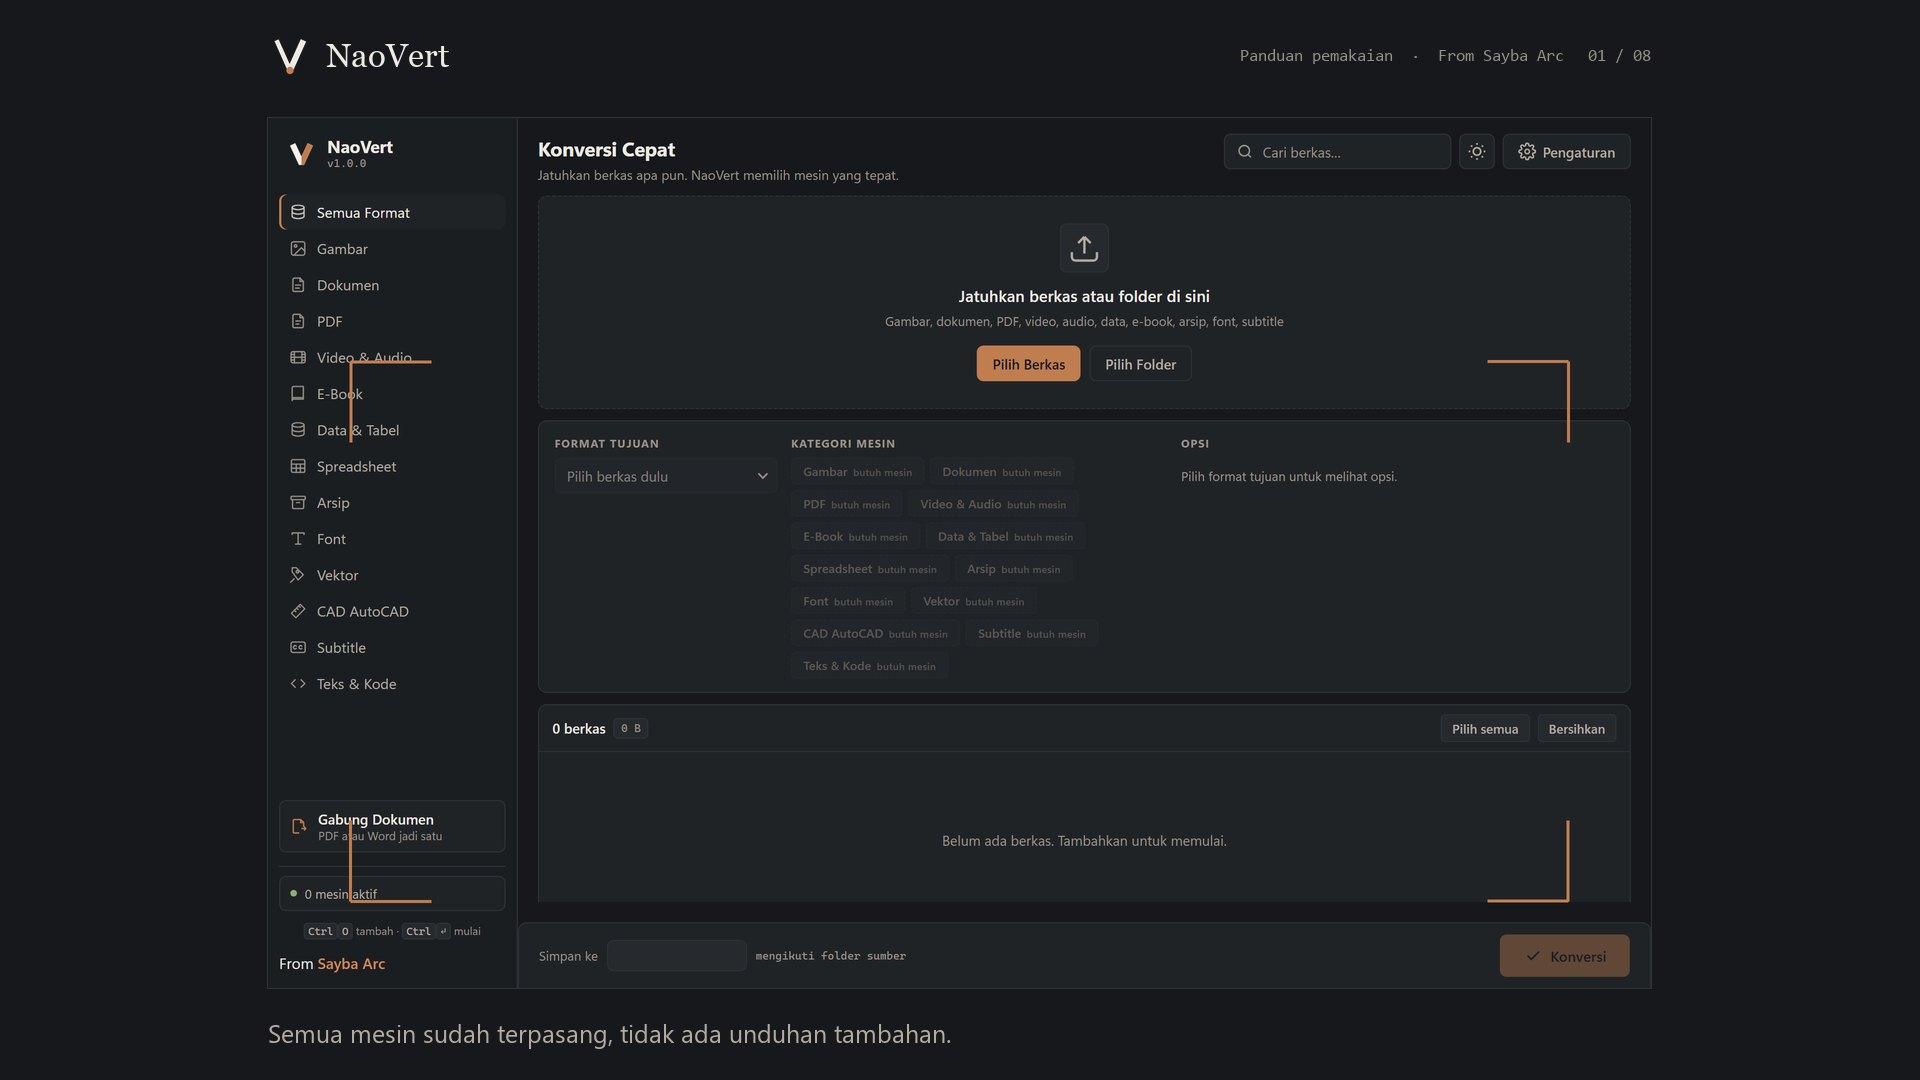 NaoVert
Panduan pemakaian · From Sayba Arc 01 / 08
NaoVert
v1.0.0
Semua Format
Gambar
Dokumen
PDF
Video & Audio
E-Book
Data & Tabel
Spreadsheet
Arsip
Font
Vektor
CAD AutoCAD
Subtitle
Teks & Kode
Gabung Dokumen
PDF atau Word jadi satu
0 mesin aktif
Ctrl O tambah · Ctrl ↵ mulai
From Sayba Arc
Konversi Cepat
Jatuhkan berkas apa pun. NaoVert memilih mesin yang tepat.
Cari berkas...
Pengaturan
Jatuhkan berkas atau folder di sini
Gambar, dokumen, PDF, video, audio, data, e-book, arsip, font, subtitle
Pilih Berkas
Pilih Folder
FORMAT TUJUAN
Pilih berkas dulu
KATEGORI MESIN
Gambar butuh mesin Dokumen butuh mesin
PDF butuh mesin Video & Audio butuh mesin
E-Book butuh mesin Data & Tabel butuh mesin
Spreadsheet butuh mesin Arsip butuh mesin
Font butuh mesin Vektor butuh mesin
CAD AutoCAD butuh mesin Subtitle butuh mesin
Teks & Kode butuh mesin
OPSI
Pilih format tujuan untuk melihat opsi.
0 berkas 0 B
Pilih semua
Bersihkan
Belum ada berkas. Tambahkan untuk memulai.
Simpan ke
mengikuti folder sumber
Konversi
Semua mesin sudah terpasang, tidak ada unduhan tambahan.